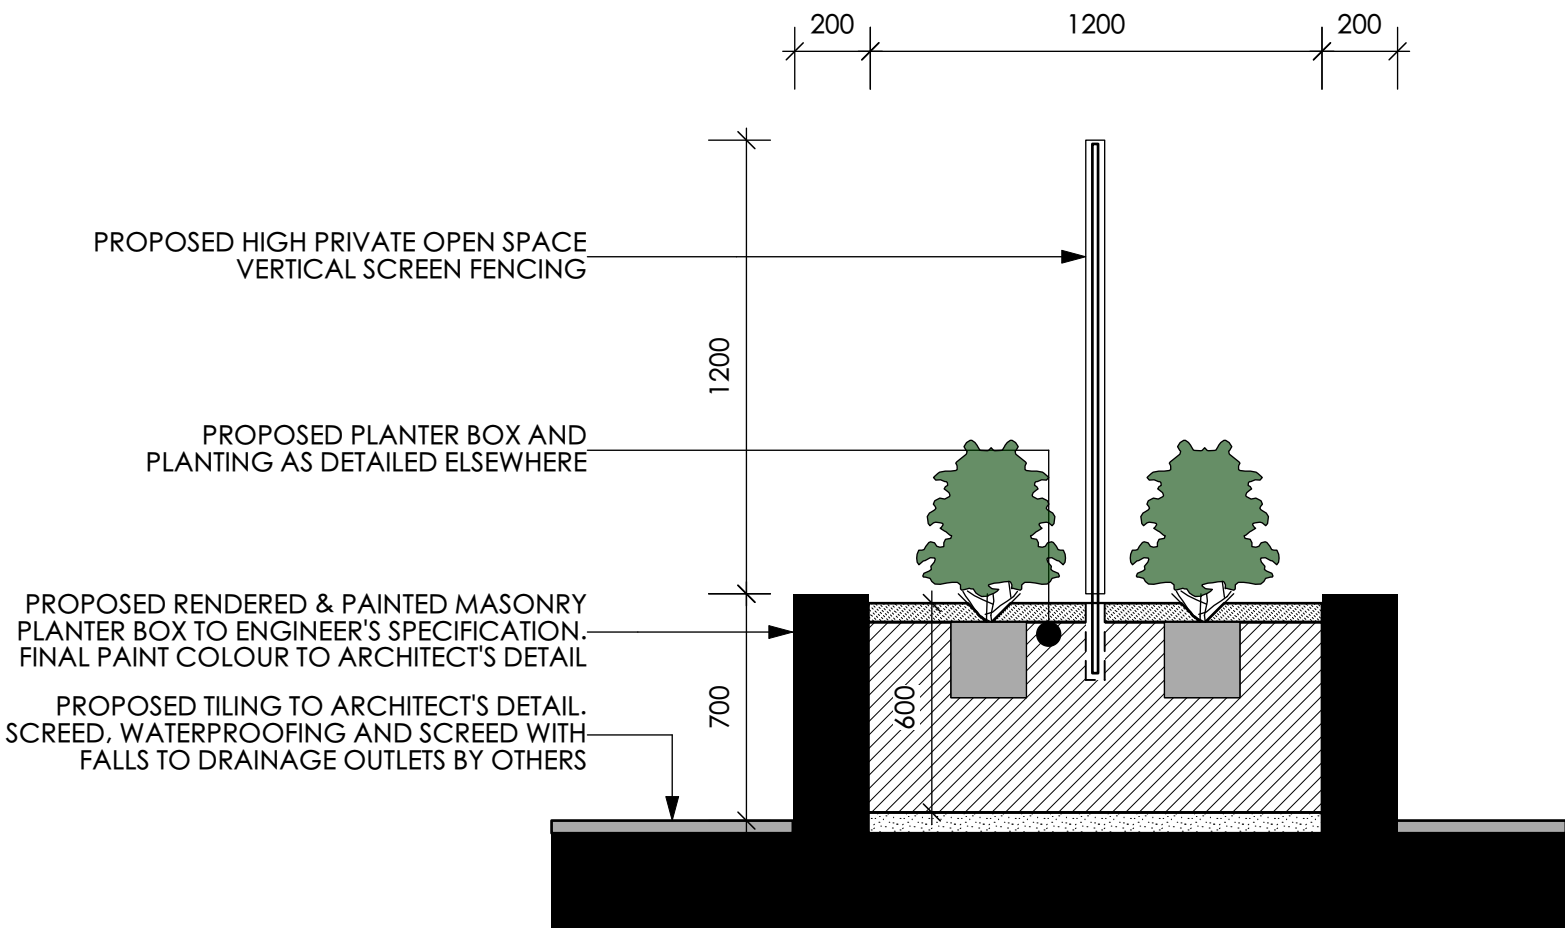 200
1200
200
PROPOSED HIGH PRIVATE OPEN SPACE
VERTICAL SCREEN FENCING
1200
PROPOSED PLANTER BOX AND
PLANTING AS DETAILED ELSEWHERE
PROPOSED RENDERED & PAINTED MASONRY
PLANTER BOX TO ENGINEER'S SPECIFICATION.
FINAL PAINT COLOUR TO ARCHITECT'S DETAIL
700
600
PROPOSED TILING TO ARCHITECT'S DETAIL.
SCREED, WATERPROOFING AND SCREED WITH
FALLS TO DRAINAGE OUTLETS BY OTHERS